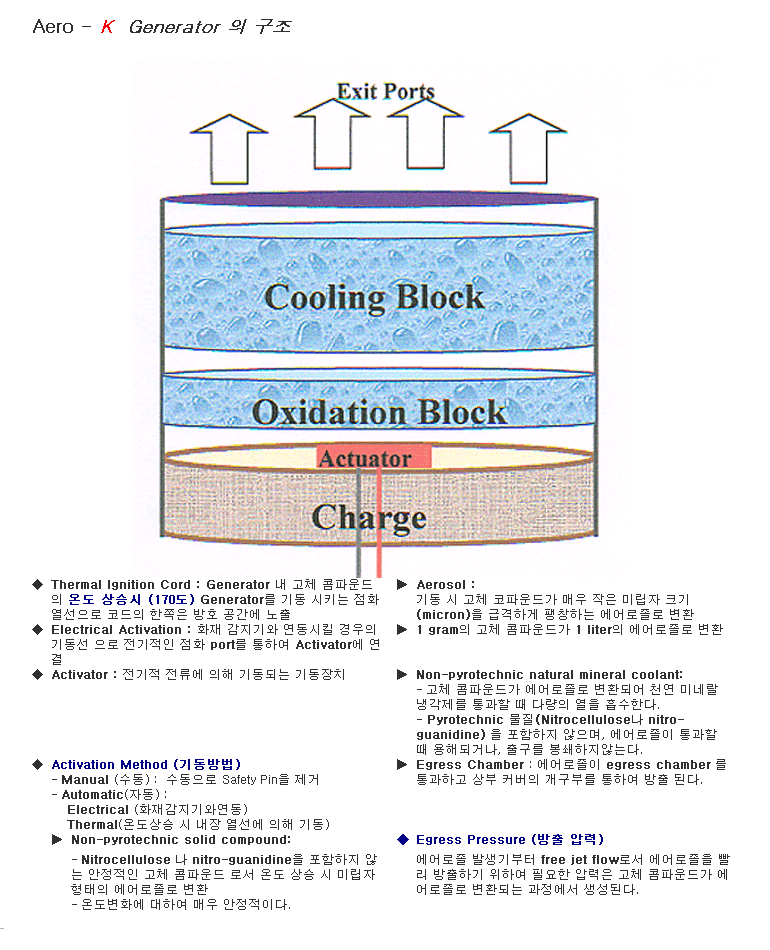 Aero - K Generator 의 구조
Exit Ports
Cooling Block
Oxidation Block
Actuator
Charge
◆ Thermal Ignition Cord : Generator 내 고체 콤파운드
의 온도 상승시 (170도) Generator를 기동 시키는 점화
열선으로 코드의 한쪽은 방호 공간에 노출
◆ Electrical Activation : 화재 감지기와 연동시킬 경우의
기동선 으로 전기적인 점화 port를 통하여 Activator에 연
결
◆ Activator : 전기적 전류에 의해 기동되는 기동장치
◆ Activation Method (기동방법)
- Manual (수동) : 수동으로 Safety Pin을 제거
- Automatic(자동) :
Electrical (화재감지기와연동)
Thermal(온도상승 시 내장 열선에 의해 기동)
▶ Non-pyrotechnic solid compound:
- Nitrocellulose 나 nitro-guanidine을 포함하지 않
는 안정적인 고체 콤파운드 로서 온도 상승 시 미립자
형태의 에어로졸로 변환
- 온도변화에 대하여 매우 안정적이다.
▶ Aerosol :
기동 시 고체 코파운드가 매우 작은 미립자 크기
(micron)을 급격하게 팽창하는 에어로졸로 변환
▶ 1 gram의 고체 콤파운드가 1 liter의 에어로졸로 변환
▶ Non-pyrotechnic natural mineral coolant:
- 고체 콤파운드가 에어로졸로 변환되어 천연 미네랄
냉각제를 통과할 때 다량의 열을 흡수한다.
- Pyrotechnic 물질(Nitrocellulose나 nitro-
guanidine) 을 포함하지 않으며, 에어로졸이 통과할
때 용해되거나, 출구를 봉쇄하지않는다.
▶ Egress Chamber : 에어로졸이 egress chamber 를
통과하고 상부 커버의 개구부를 통하여 방출 된다.
◆ Egress Pressure (방출 압력)
에어로졸 발생기부터 free jet flow로서 에어로졸을 빨
리 방출하기 위하여 필요한 압력은 고체 콤파운드가 에
어로졸로 변환되는 과정에서 생성된다.